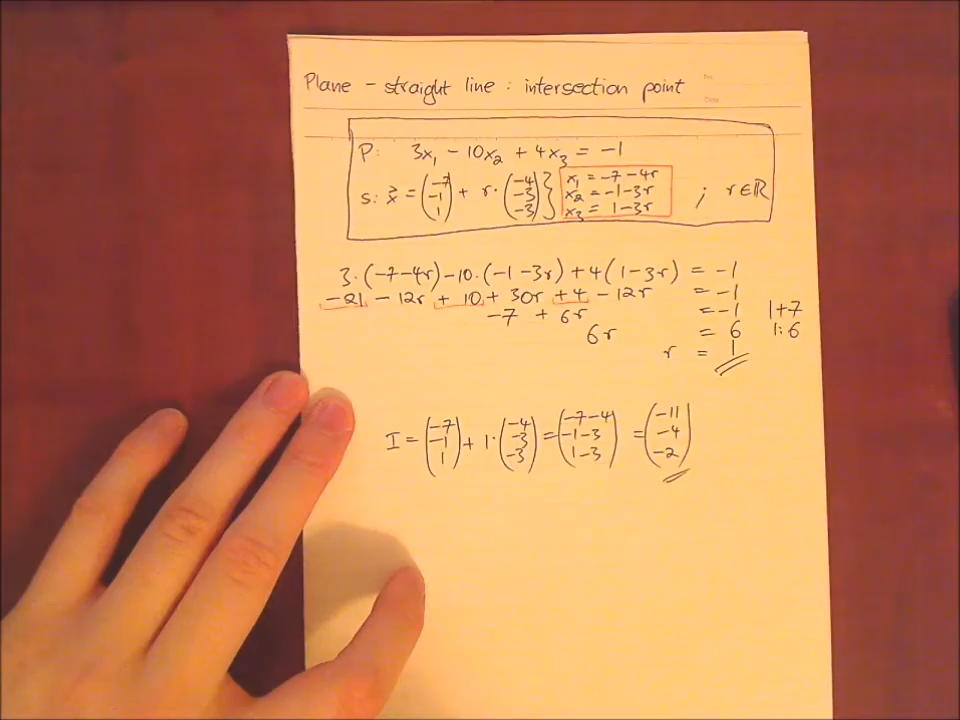 Plane - straight line : intersection point
P: 3x₁ - 10x₂ + 4x₃ = -1
s: x⃗ = (-7 -1 1) + r · (-4 -3 -3) } x₁ = -7 - 4r x₂ = -1 - 3r x₃ = 1 - 3r ; r ∈ ℝ
3 · (-7 - 4r) - 10 · (-1 - 3r) + 4 (1 - 3r) = -1
-21 - 12r + 10 + 30r + 4 - 12r = -1
-7 + 6r = -1 | + 7
6r = 6 | : 6
r = 1
I = (-7 -1 1) + 1 · (-4 -3 -3) = (-7-4 -1-3 1-3) = (-11 -4 -2)